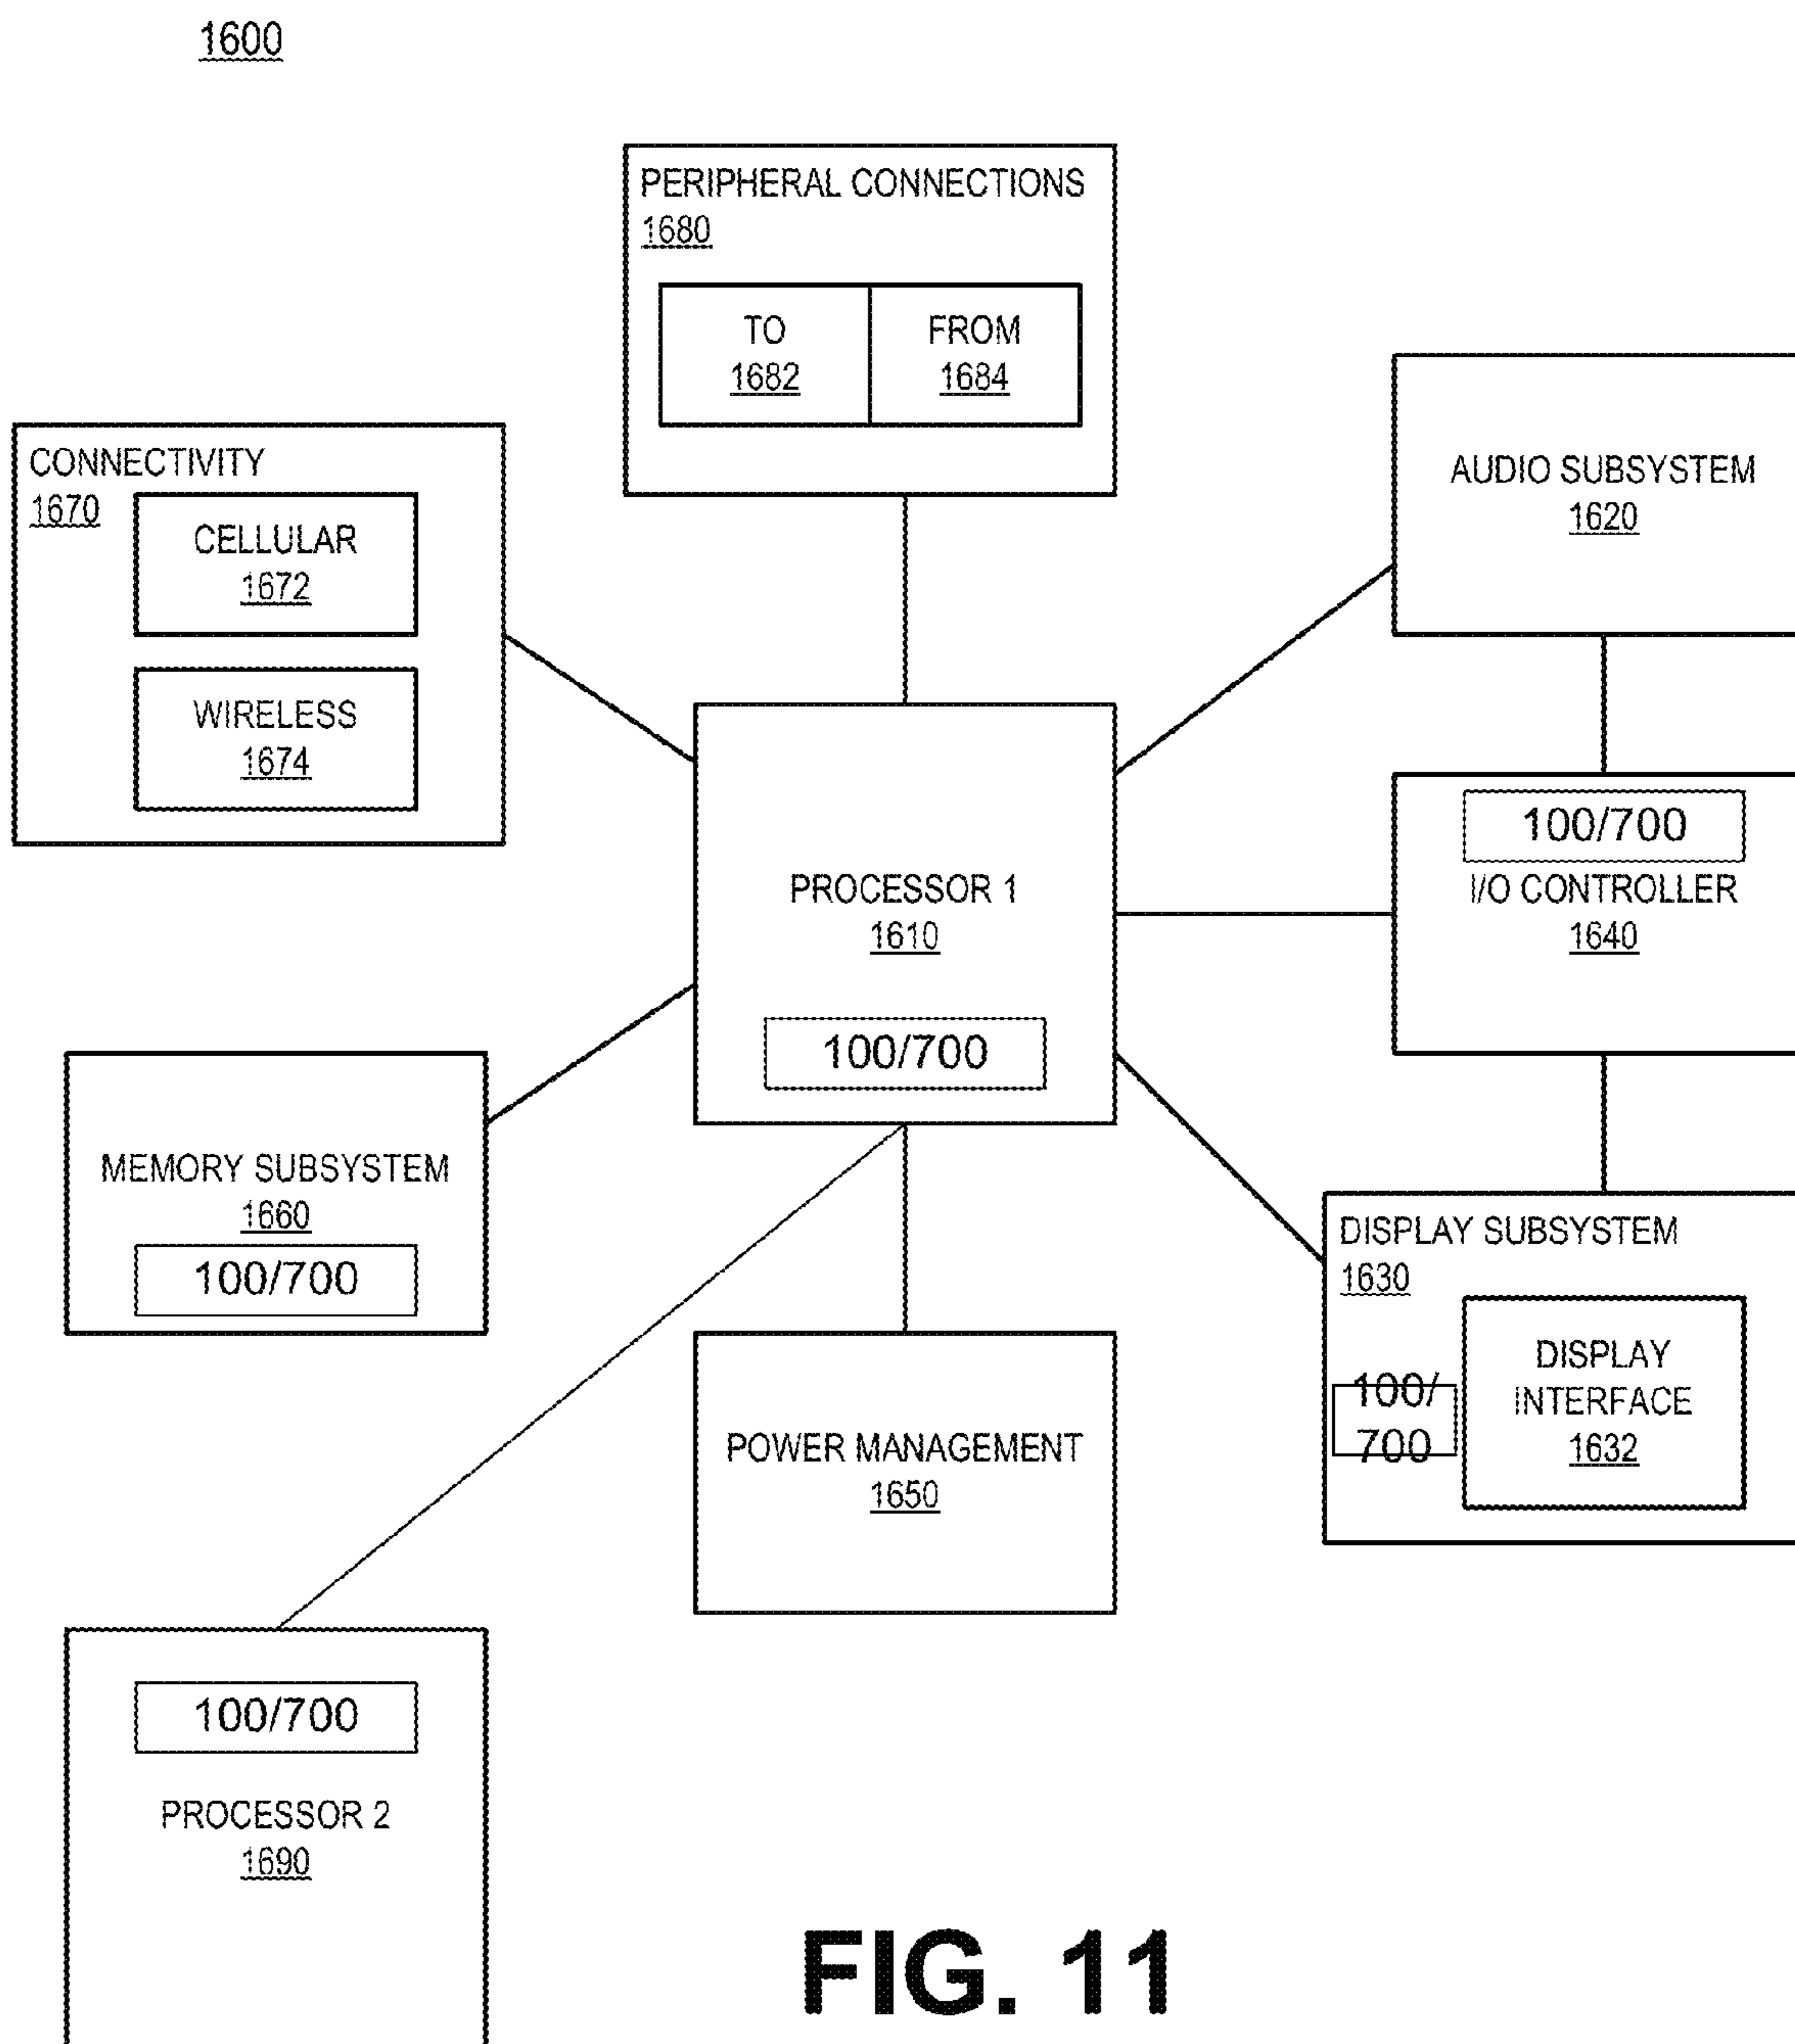 1600
PERIPHERAL CONNECTIONS
1680
TO
1682
FROM
1684
CONNECTIVITY
1670
CELLULAR
1672
WIRELESS
1674
AUDIO SUBSYSTEM
1620
PROCESSOR 1
1610
100/700
100/700
I/O CONTROLLER
1640
MEMORY SUBSYSTEM
1660
100/700
DISPLAY SUBSYSTEM
1630
100/
700
DISPLAY
INTERFACE
1632
POWER MANAGEMENT
1650
100/700
PROCESSOR 2
1690
FIG. 11